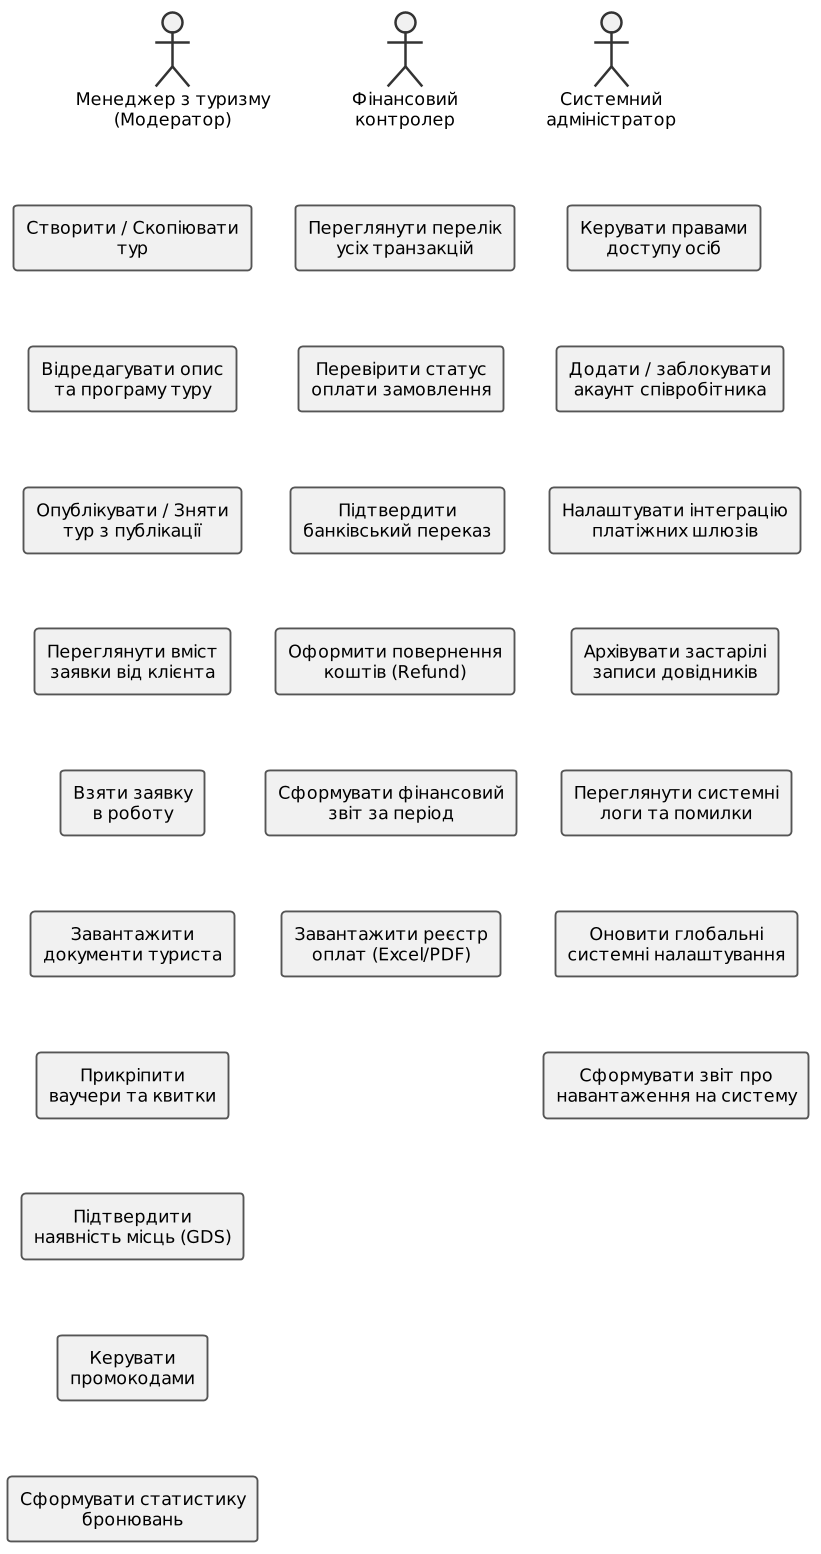 Менеджер з туризму
(Модератор)
Фінансовий
контролер
Системний
адміністратор
Створити / Скопіювати
тур
Переглянути перелік
усіх транзакцій
Керувати правами
доступу осіб
Відредагувати опис
та програму туру
Перевірити статус
оплати замовлення
Додати / заблокувати
акаунт співробітника
Опублікувати / Зняти
тур з публікації
Підтвердити
банківський переказ
Налаштувати інтеграцію
платіжних шлюзів
Переглянути вміст
заявки від клієнта
Оформити повернення
коштів (Refund)
Архівувати застарілі
записи довідників
Взяти заявку
в роботу
Сформувати фінансовий
звіт за період
Переглянути системні
логи та помилки
Завантажити
документи туриста
Завантажити реєстр
оплат (Excel/PDF)
Оновити глобальні
системні налаштування
Прикріпити
ваучери та квитки
Сформувати звіт про
навантаження на систему
Підтвердити
наявність місць (GDS)
Керувати
промокодами
Сформувати статистику
бронювань